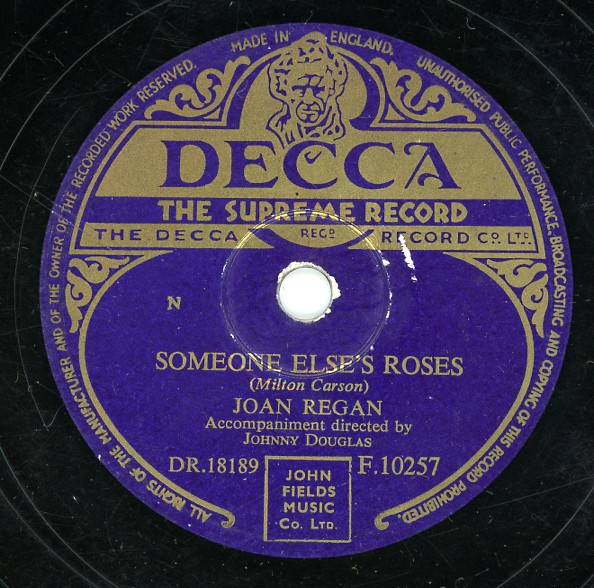 ALL RIGHTS OF THE MANUFACTURER AND OF THE OWNER OF THE RECORDED WORK RESERVED. MADE IN ENGLAND. UNAUTHORISED PUBLIC PERFORMANCE, BROADCASTING AND COPYING OF THIS RECORD PROHIBITED.
DECCA
THE SUPREME RECORD
THE DECCA REGD RECORD CO. LTD.
N
SOMEONE ELSE'S ROSES
(Milton Carson)
JOAN REGAN
Accompaniment directed by
JOHNNY DOUGLAS
DR.18189 F.10257
JOHN
FIELDS
MUSIC
Co. LTD.